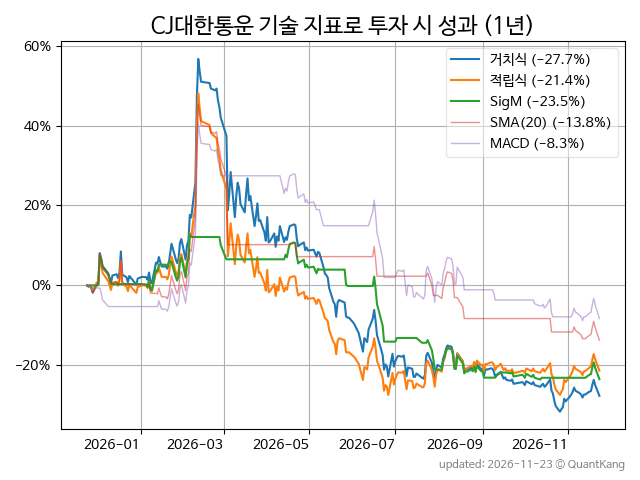 CJ대한통운 기술 지표로 투자 시 성과 (1년)
거치식 (−27.7%)
적립식 (−21.4%)
SigM (−23.5%)
SMA(20) (−13.8%)
MACD (−8.3%)
60%
40%
20%
0%
−20%
2026-01 2026-03 2026-05 2026-07 2026-09 2026-11
updated: 2026-11-23 ⓒ QuantKang